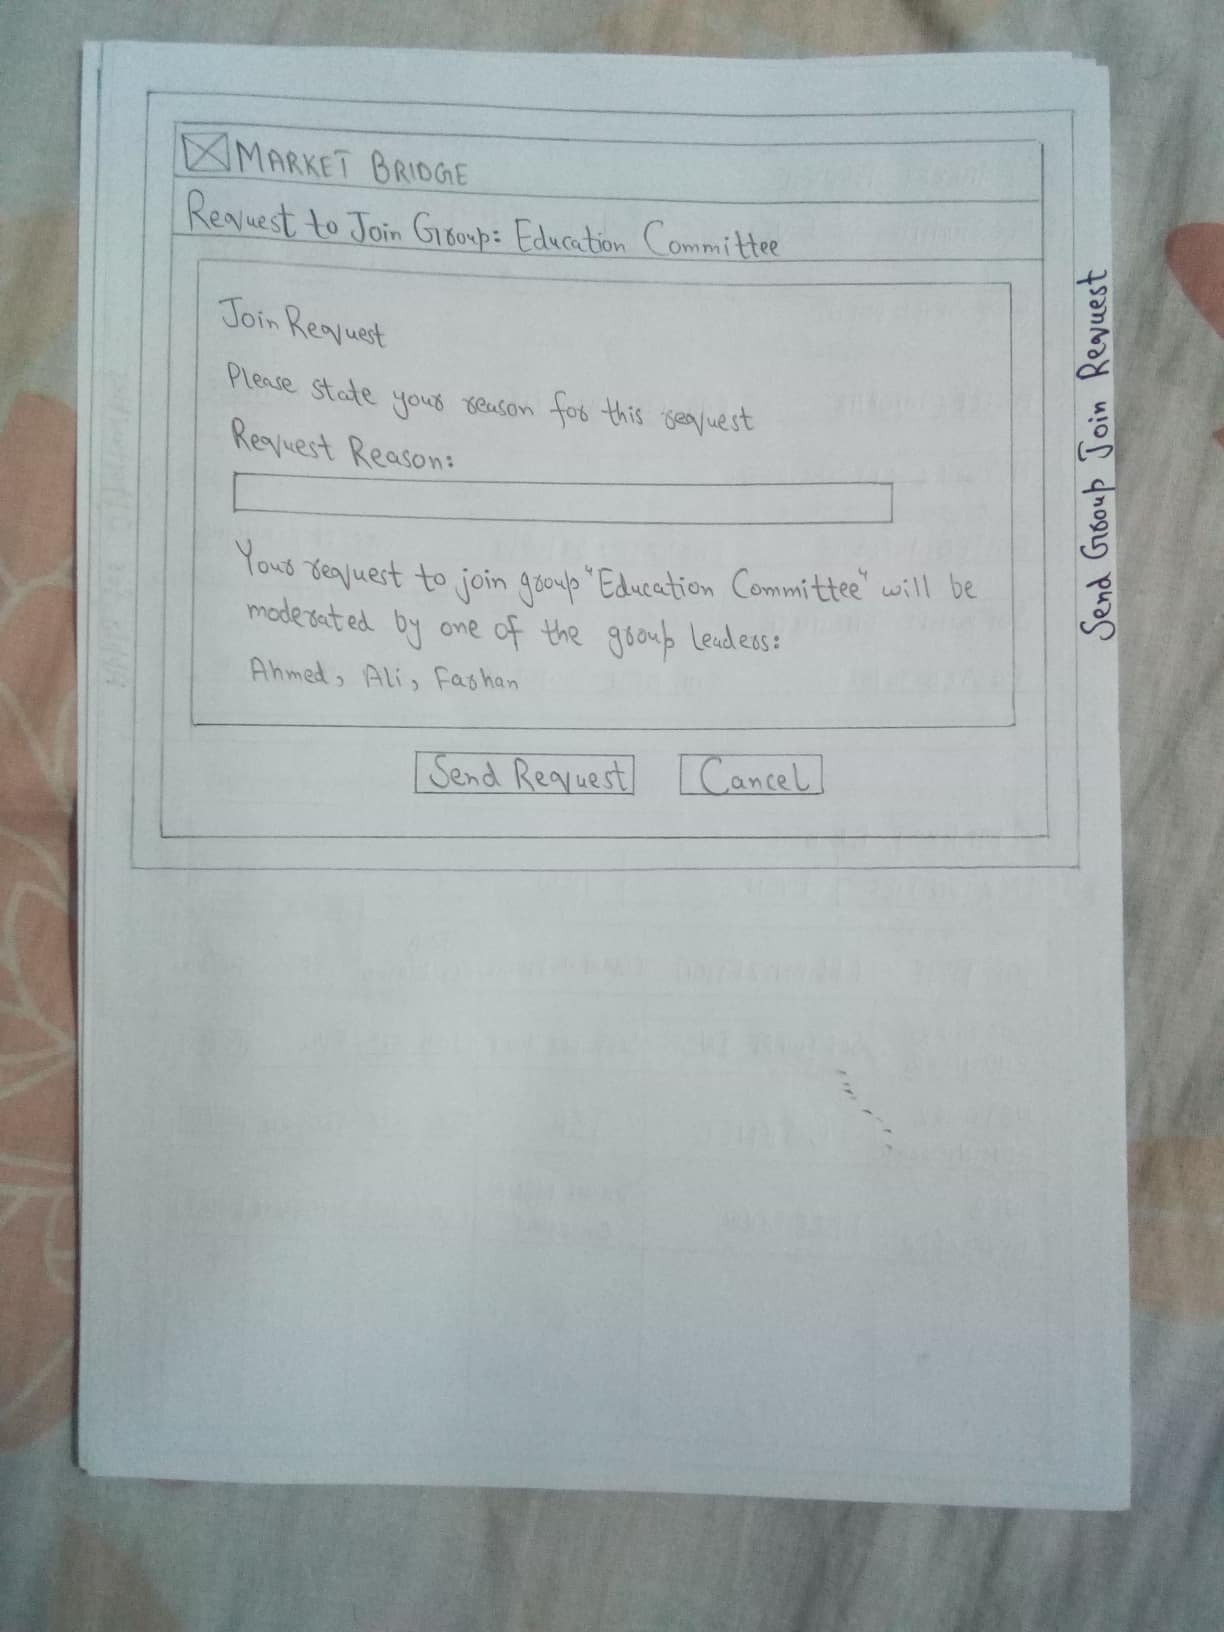 MARKET BRIDGE
Request to Join Group: Education Committee
Join Request
Please state your reason for this request
Request Reason:
Your request to join group "Education Committee" will be
moderated by one of the group leaders:
Ahmed, Ali, Farhan
Send Request Cancel
Send Group Join Request